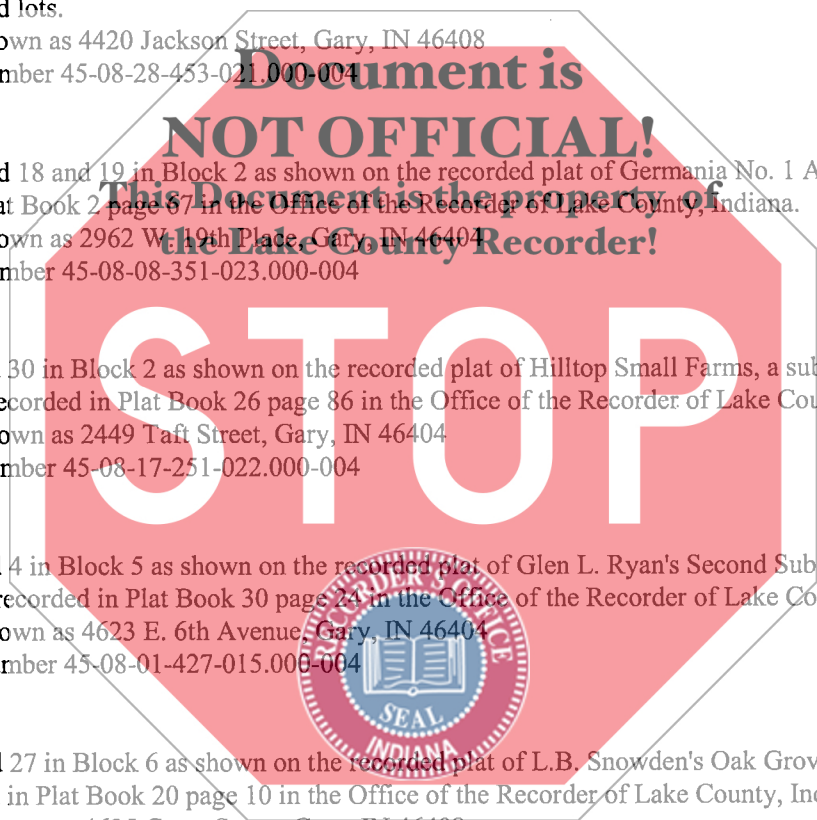 d lots.
own as 4420 Jackson Street, Gary, IN 46408
mber 45-08-28-453-021.000-004
Document is
NOT OFFICIAL!
This Document is the property of
the Lake County Recorder!
d 18 and 19 in Block 2 as shown on the recorded plat of Germania No. 1 A
at Book 2 page 67 in the Office of the Recorder of Lake County, Indiana.
own as 2962 W. 19th Place, Gary, IN 46404
mber 45-08-08-351-023.000-004
STOP
30 in Block 2 as shown on the recorded plat of Hilltop Small Farms, a sub
ecorded in Plat Book 26 page 86 in the Office of the Recorder of Lake Cou
own as 2449 Taft Street, Gary, IN 46404
mber 45-08-17-251-022.000-004
4 in Block 5 as shown on the recorded plat of Glen L. Ryan's Second Sub
recorded in Plat Book 30 page 24 in the Office of the Recorder of Lake Co
own as 4623 E. 6th Avenue, Gary, IN 46404
mber 45-08-01-427-015.000-004
RECORDER'S OFFICE
SEAL
INDIANA
27 in Block 6 as shown on the recorded plat of L.B. Snowden's Oak Grov
in Plat Book 20 page 10 in the Office of the Recorder of Lake County, Ind